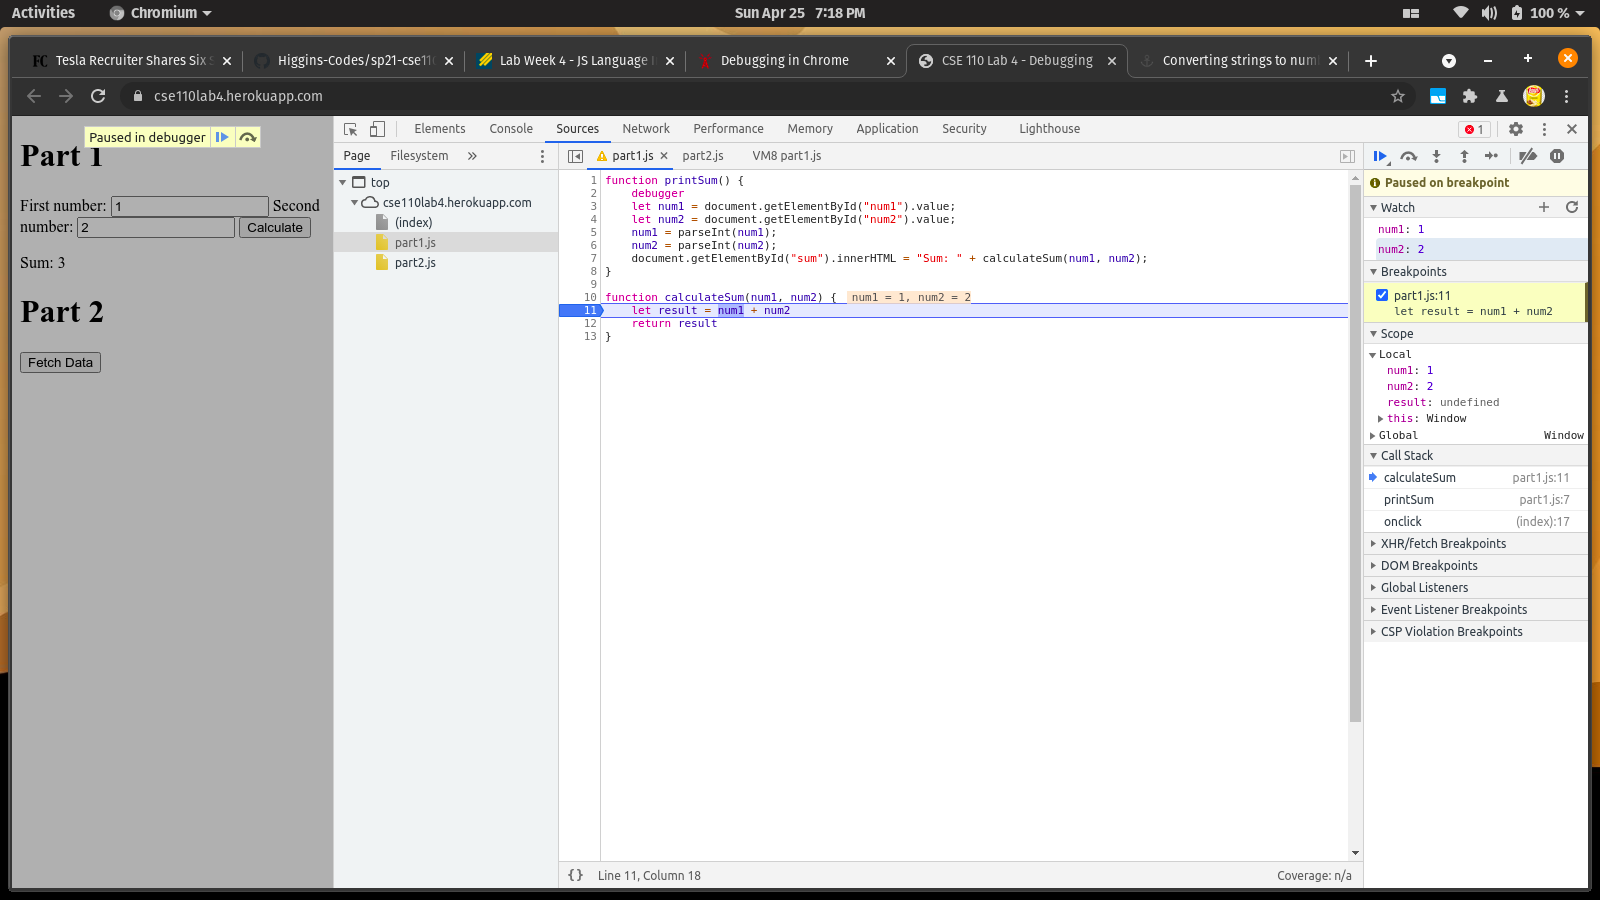 Activities
Chromium
Sun Apr 25 7:18 PM
100 %
FC Tesla Recruiter Shares Six S
Higgins-Codes/sp21-cse110
Lab Week 4 - JS Language
Debugging in Chrome
CSE 110 Lab 4 - Debugging
Converting strings to num
cse110lab4.herokuapp.com
Paused in debugger
Part 1
First number: 1 Second
number: 2 Calculate
Sum: 3
Part 2
Fetch Data
Elements Console Sources Network Performance Memory Application Security Lighthouse
1
Page Filesystem »
top
cse110lab4.herokuapp.com
(index)
part1.js
part2.js
part1.js part2.js VM8 part1.js
1 function printSum() {
2 debugger
3 let num1 = document.getElementById("num1").value;
4 let num2 = document.getElementById("num2").value;
5 num1 = parseInt(num1);
6 num2 = parseInt(num2);
7 document.getElementById("sum").innerHTML = "Sum: " + calculateSum(num1, num2);
8 }
9
10 function calculateSum(num1, num2) { num1 = 1, num2 = 2
11 let result = num1 + num2
12 return result
13 }
{} Line 11, Column 18
Coverage: n/a
Paused on breakpoint
Watch
num1: 1
num2: 2
Breakpoints
part1.js:11
let result = num1 + num2
Scope
Local
num1: 1
num2: 2
result: undefined
this: Window
Global Window
Call Stack
calculateSum part1.js:11
printSum part1.js:7
onclick (index):17
XHR/fetch Breakpoints
DOM Breakpoints
Global Listeners
Event Listener Breakpoints
CSP Violation Breakpoints